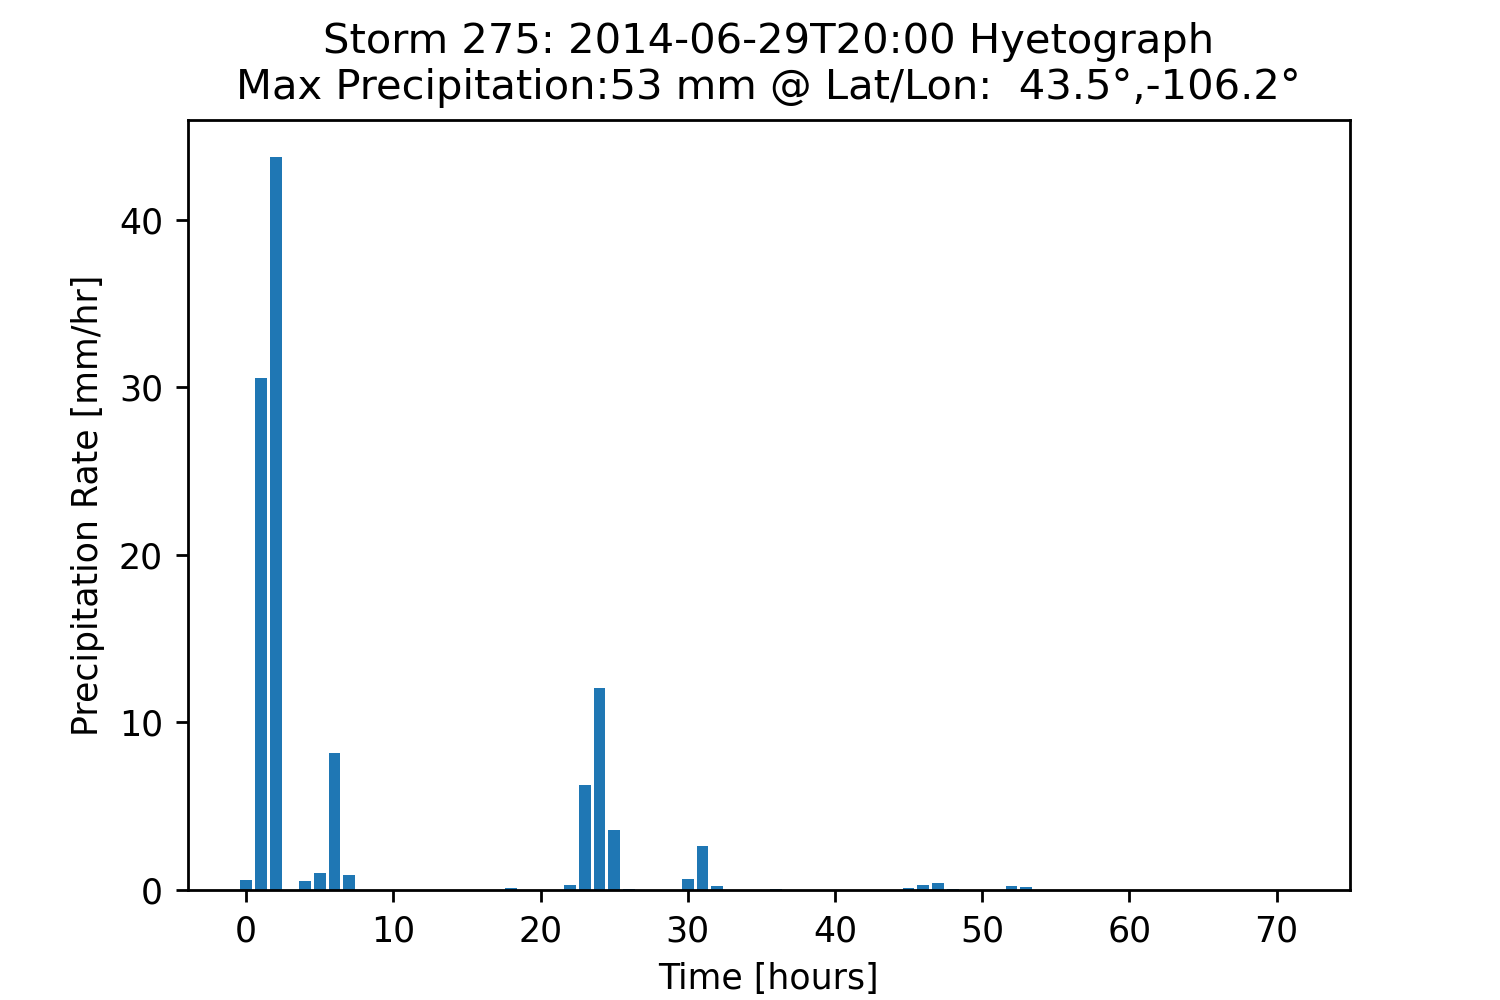 Storm 275: 2014-06-29T20:00 Hyetograph
Max Precipitation:53 mm @ Lat/Lon:  43.5°,-106.2°
Precipitation Rate [mm/hr]
40
30
20
10
0
0 10 20 30 40 50 60 70
Time [hours]